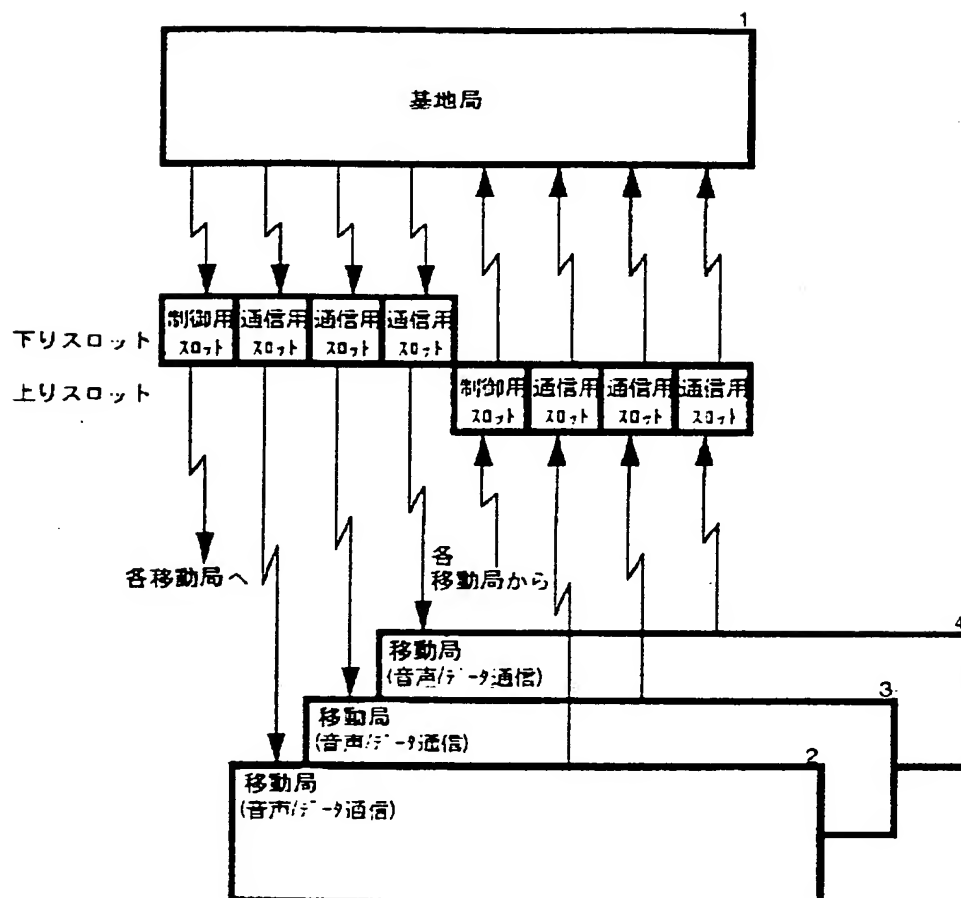 1
基地局
下りスロット
制御用 通信用 通信用 通信用
スロット スロット スロット スロット
上りスロット
制御用 通信用 通信用 通信用
スロット スロット スロット スロット
各移動局へ
各
移動局から
4
移動局
(音声/データ通信)
3
移動局
(音声/データ通信)
2
移動局
(音声/データ通信)